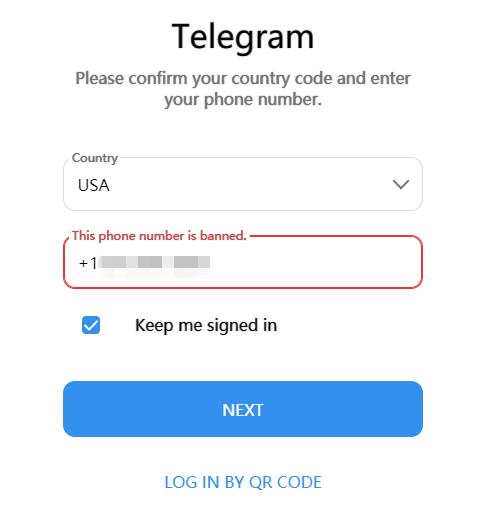 Telegram
Please confirm your country code and enter
your phone number.
Country
USA
This phone number is banned.
+1
Keep me signed in
NEXT
LOG IN BY QR CODE